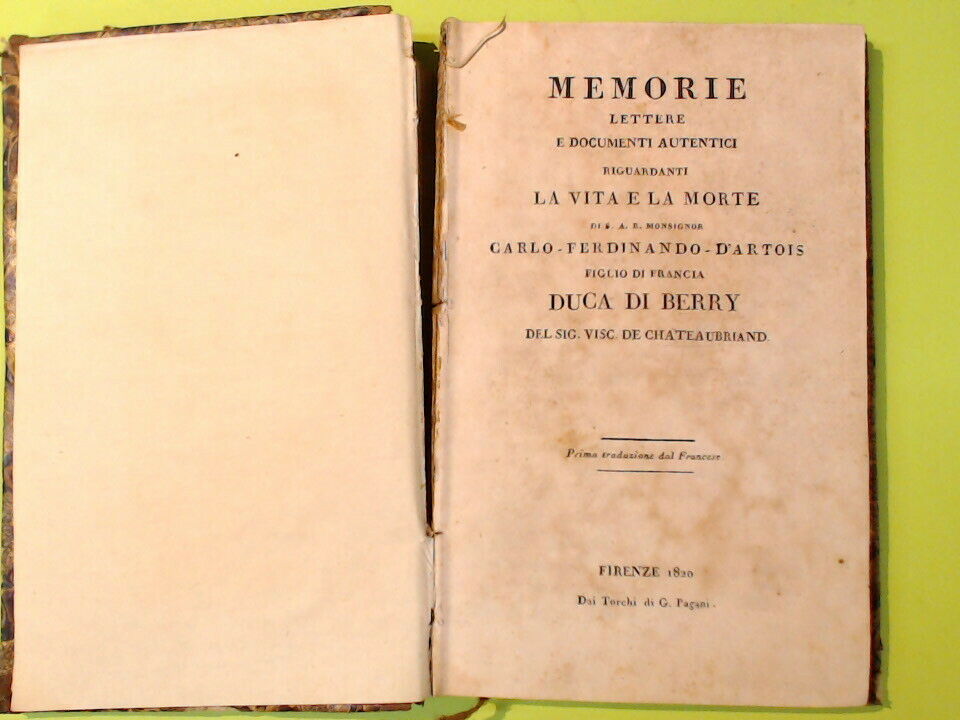 MEMORIE
LETTERE
E DOCUMENTI AUTENTICI
RIGUARDANTI
LA VITA E LA MORTE
DI S. A. R. MONSIGNOR
CARLO-FERDINANDO-D'ARTOIS
FIGLIO DI FRANCIA
DUCA DI BERRY
DEL SIG. VISC. DE CHATEAUBRIAND.
Prima traduzione dal Francese
FIRENZE 1820
Dai Torchi di G. Pagani.